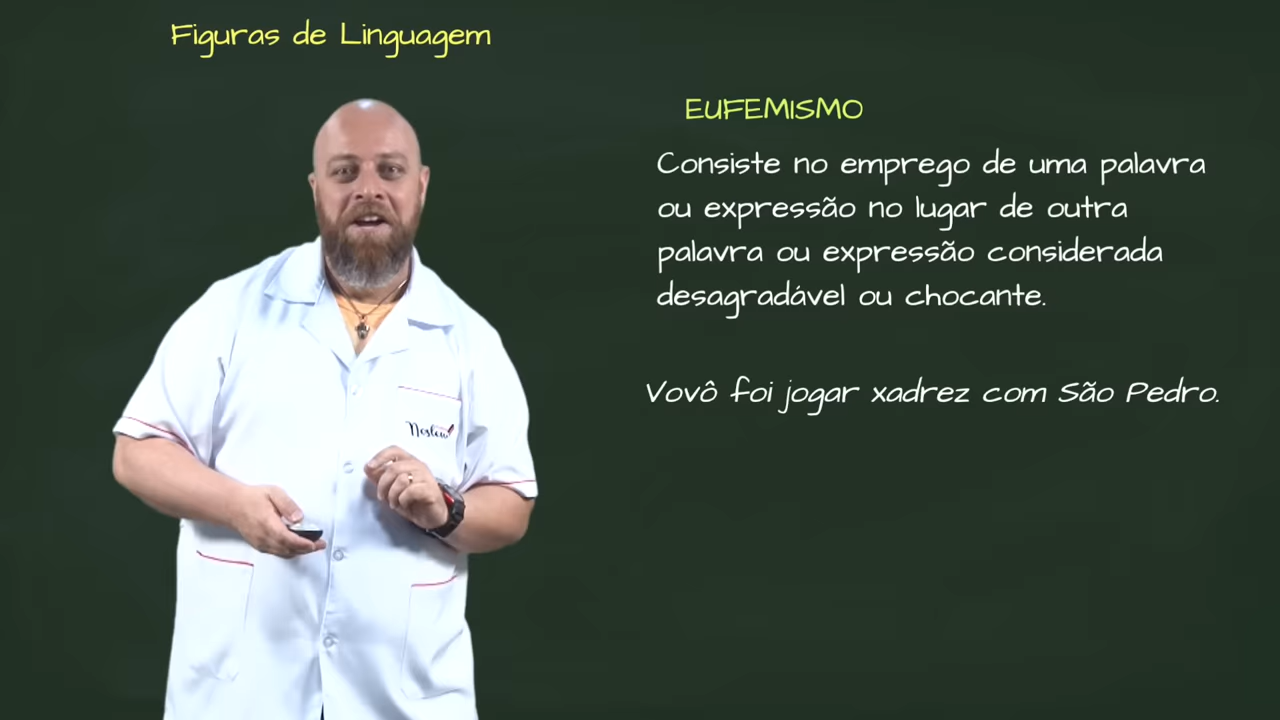 Figuras de Linguagem
EUFEMISMO
Consiste no emprego de uma palavra
ou expressão no lugar de outra
palavra ou expressão considerada
desagradável ou chocante.
Vovô foi jogar xadrez com São Pedro.
Noslen